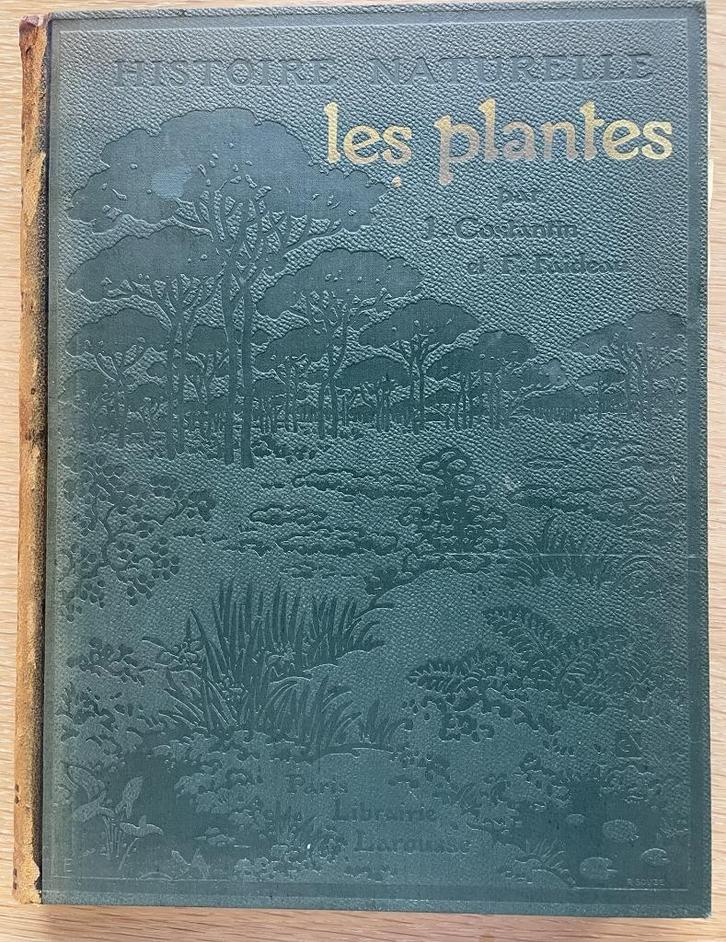 HISTOIRE NATURELLE
les plantes
par
J. Costantin
et F. Faideau
Paris
Librairie
Larousse